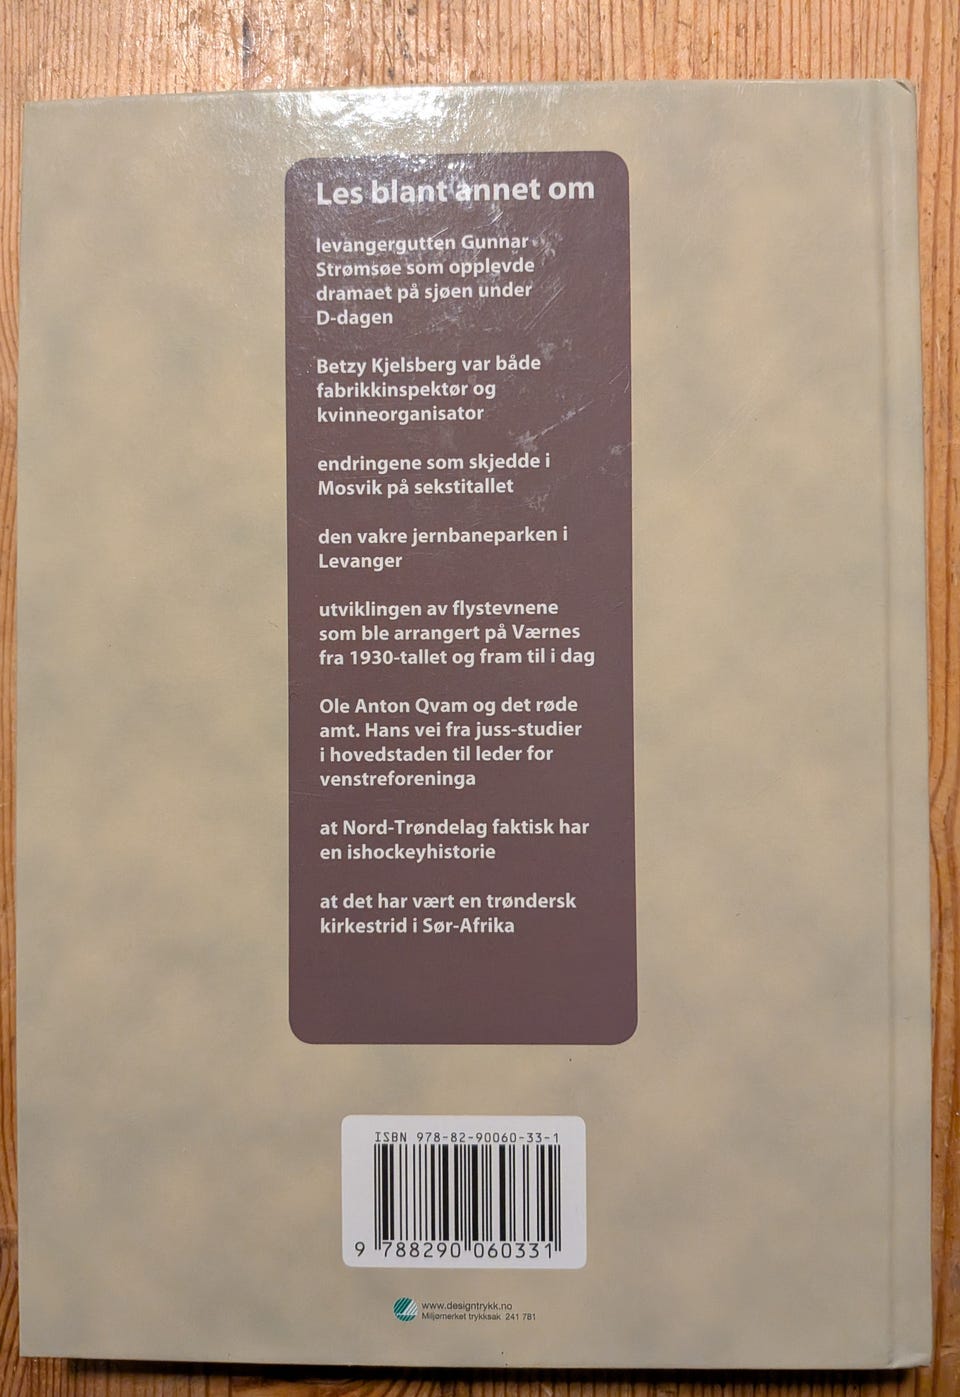 Les blant annet om
levangergutten Gunnar
Strømsøe som opplevde
dramaet på sjøen under
D-dagen
Betzy Kjelsberg var både
fabrikkinspektør og
kvinneorganisator
endringene som skjedde i
Mosvik på sekstitallet
den vakre jernbaneparken i
Levanger
utviklingen av flystevnene
som ble arrangert på Værnes
fra 1930-tallet og fram til i dag
Ole Anton Qvam og det røde
amt. Hans vei fra juss-studier
i hovedstaden til leder for
venstreforeninga
at Nord-Trøndelag faktisk har
en ishockeyhistorie
at det har vært en trøndersk
kirkestrid i Sør-Afrika
ISBN 978-82-90060-33-1
9 788290 060331
www.designtrykk.no
Miljømerket trykksak 241 781